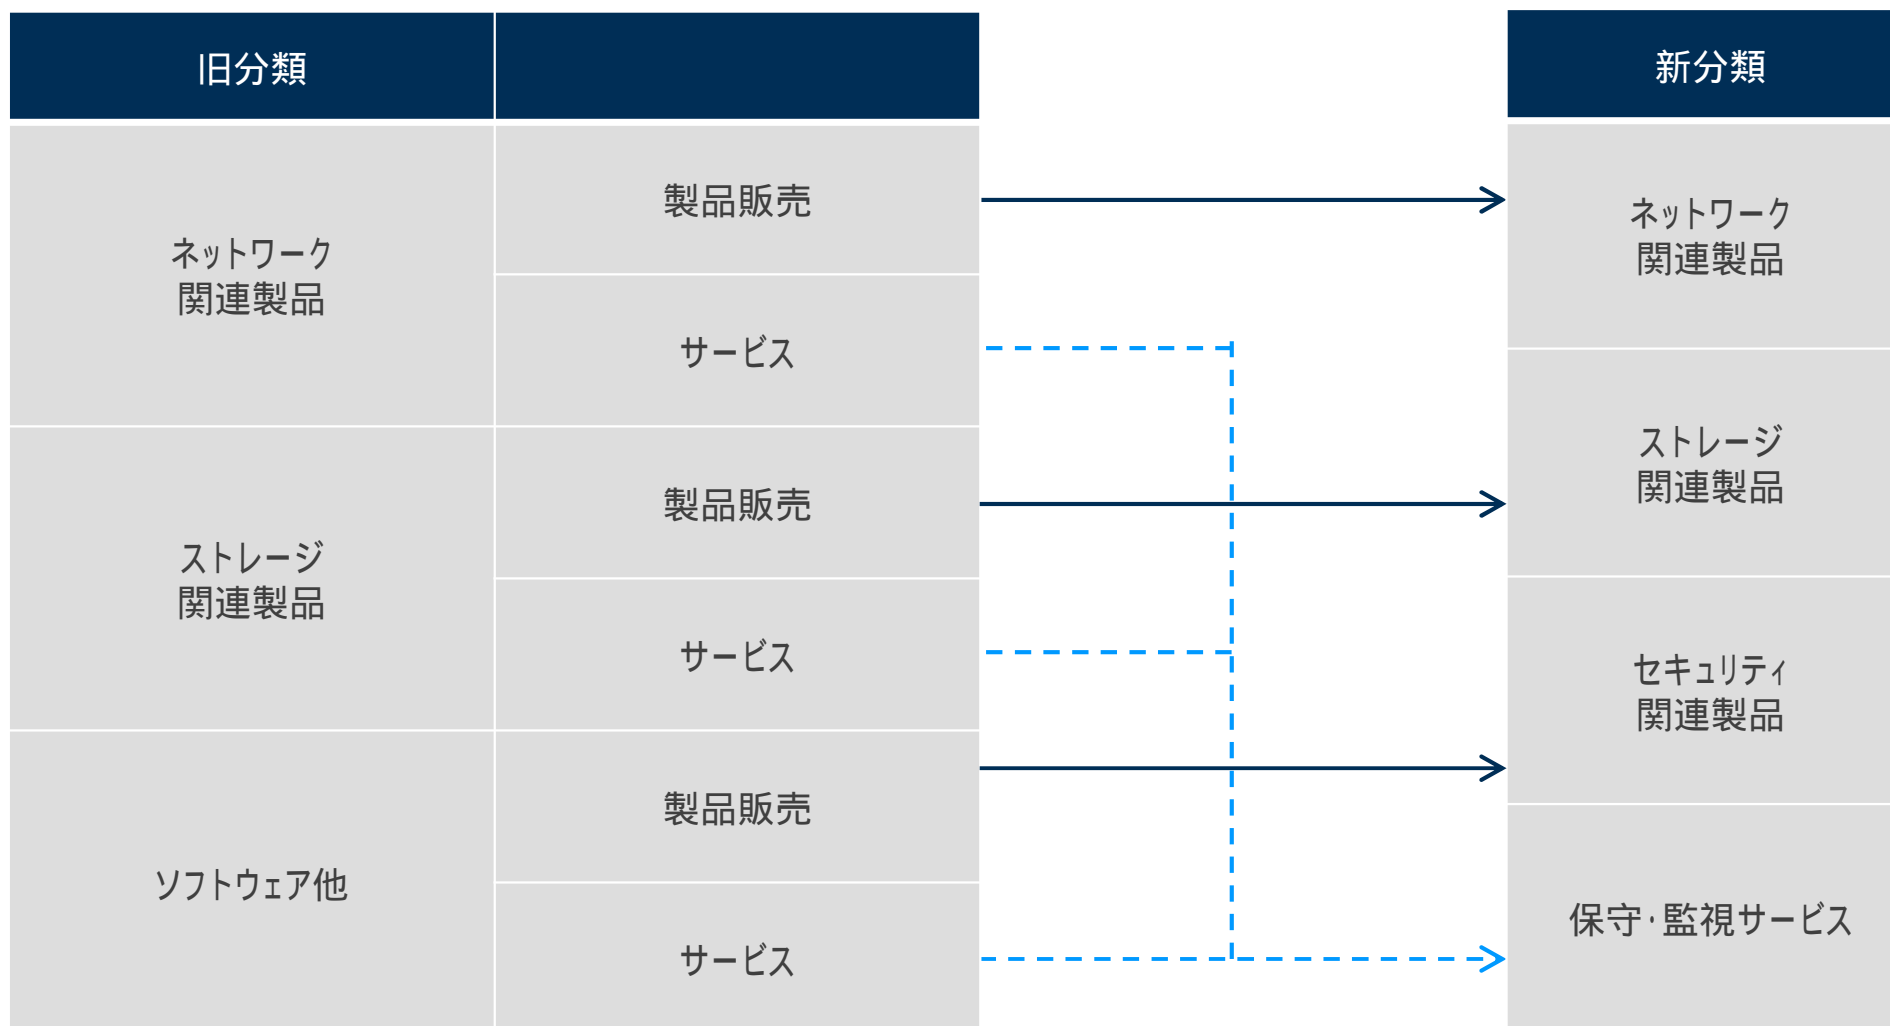 旧分類
新分類
ネットワーク
関連製品
製品販売
サービス
ネットワーク
関連製品
ストレージ
関連製品
製品販売
サービス
ストレージ
関連製品
ソフトウェア他
製品販売
サービス
セキュリティ
関連製品
保守・監視サービス